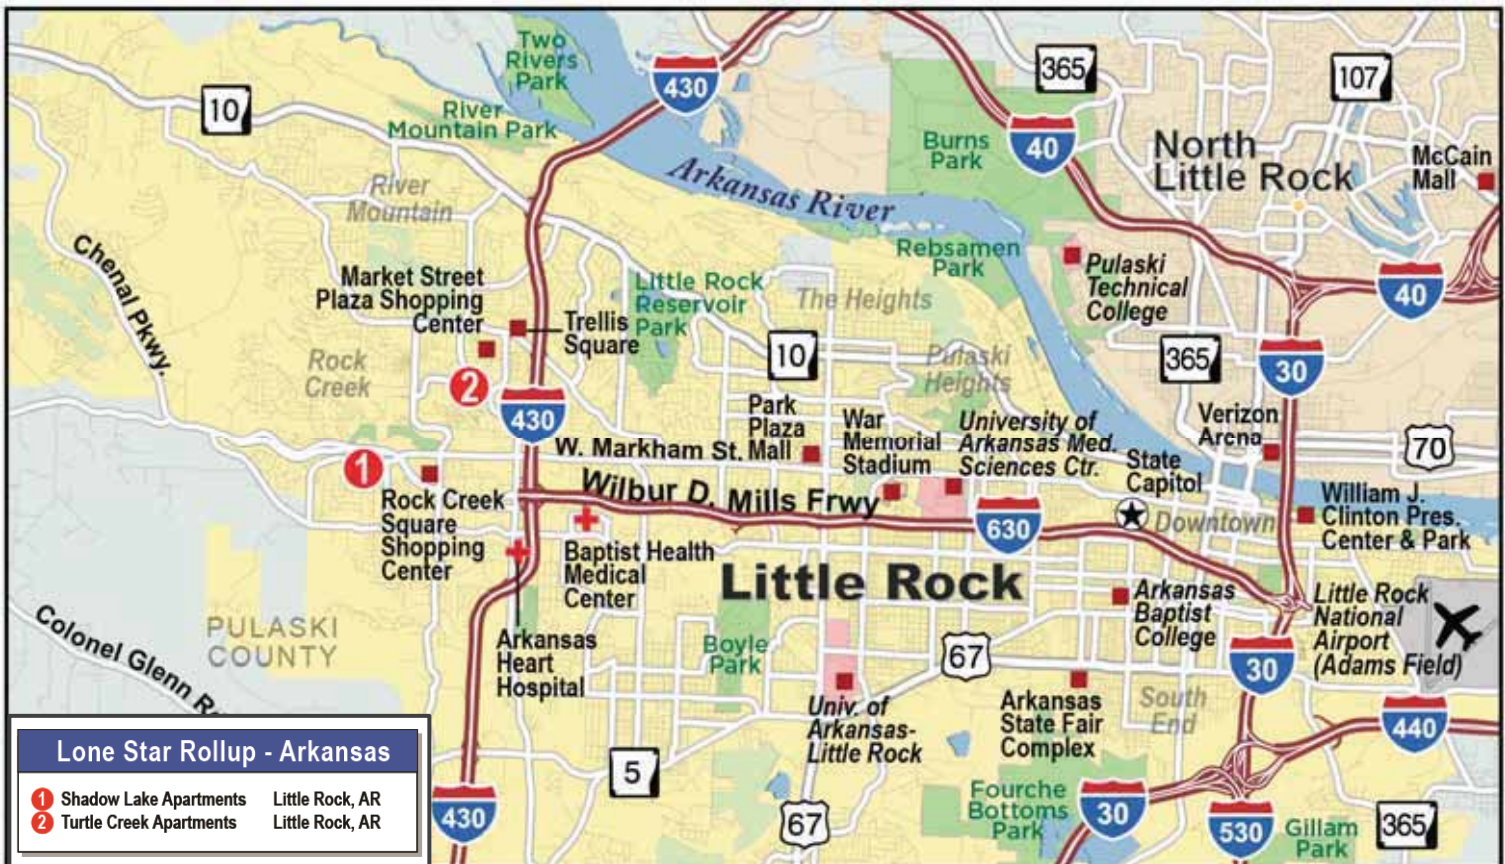 Two
Rivers
Park
430
365
107
10
River
Mountain Park
Burns
Park
40
North
Little Rock
McCain
Mall
Arkansas River
River
Mountain
Chenal Pkwy.
Rebsamen
Park
Pulaski
Technical
College
40
Market Street
Plaza Shopping
Center
Trellis
Square
Little Rock
Reservoir
Park
The Heights
10
365
30
Rock
Creek
2
430
Pulaski
Heights
Park
Plaza
Mall
War
Memorial
Stadium
University of
Arkansas Med.
Sciences Ctr.
Verizon
Arena
70
W. Markham St.
State
Capitol
1
Rock Creek
Square
Shopping
Center
Wilbur D. Mills Frwy
630
Downtown
William J.
Clinton Pres.
Center & Park
Baptist Health
Medical
Center
Little Rock
Arkansas
Baptist
College
Little Rock
National
Airport
(Adams Field)
PULASKI
COUNTY
Colonel Glenn R
Arkansas
Heart
Hospital
Boyle
Park
67
30
Univ. of
Arkansas-
Little Rock
Arkansas
State Fair
Complex
South
End
440
Lone Star Rollup - Arkansas
1 Shadow Lake Apartments Little Rock, AR
2 Turtle Creek Apartments Little Rock, AR
430
5
67
Fourche
Bottoms
Park
30
530
Gillam
Park
365